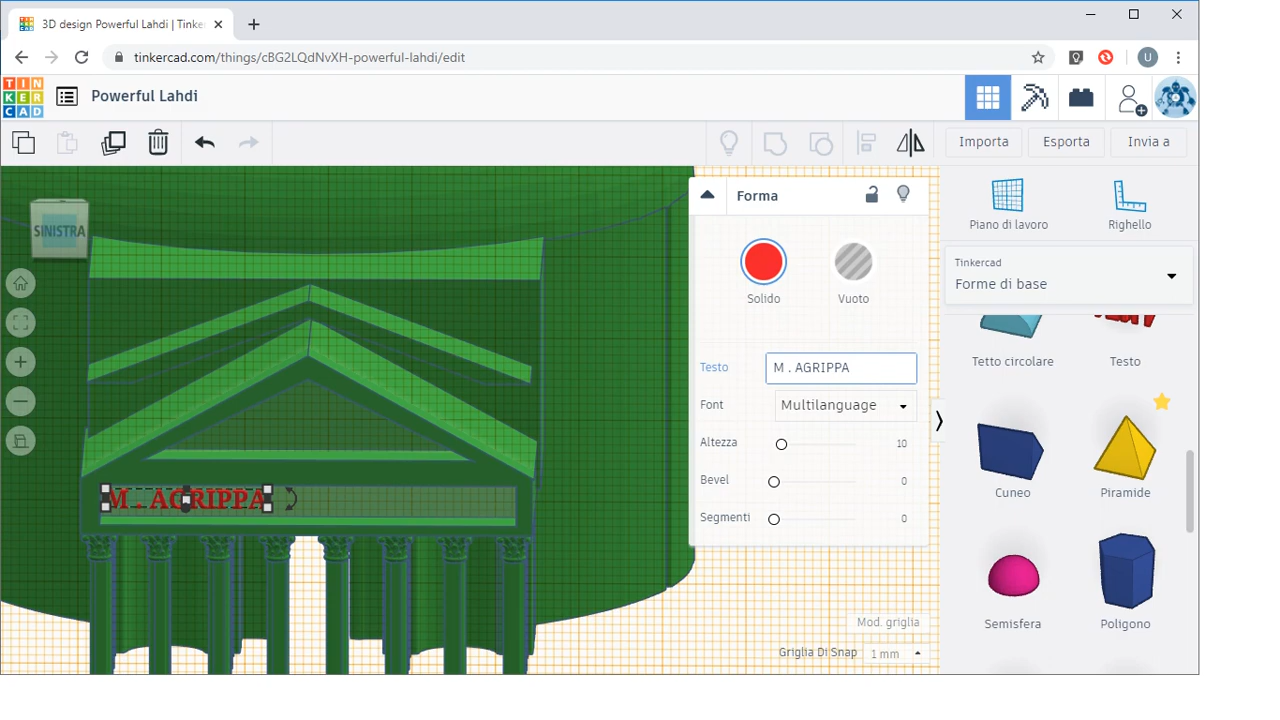 3D design Powerful Lahdi | Tinke
tinkercad.com/things/cBG2LQdNvXH-powerful-lahdi/edit
U
TIN
KER
CAD
Powerful Lahdi
Importa
Esporta
Invia a
SINISTRA
Forma
Solido
Vuoto
Testo
M . AGRIPPA
Font
Multilanguage
Altezza
10
Bevel
0
Segmenti
0
M . AGRIPPA
Mod. griglia
Griglia Di Snap
1 mm
Piano di lavoro
Righello
Tinkercad
Forme di base
Tetto circolare
Testo
Cuneo
Piramide
Semisfera
Poligono